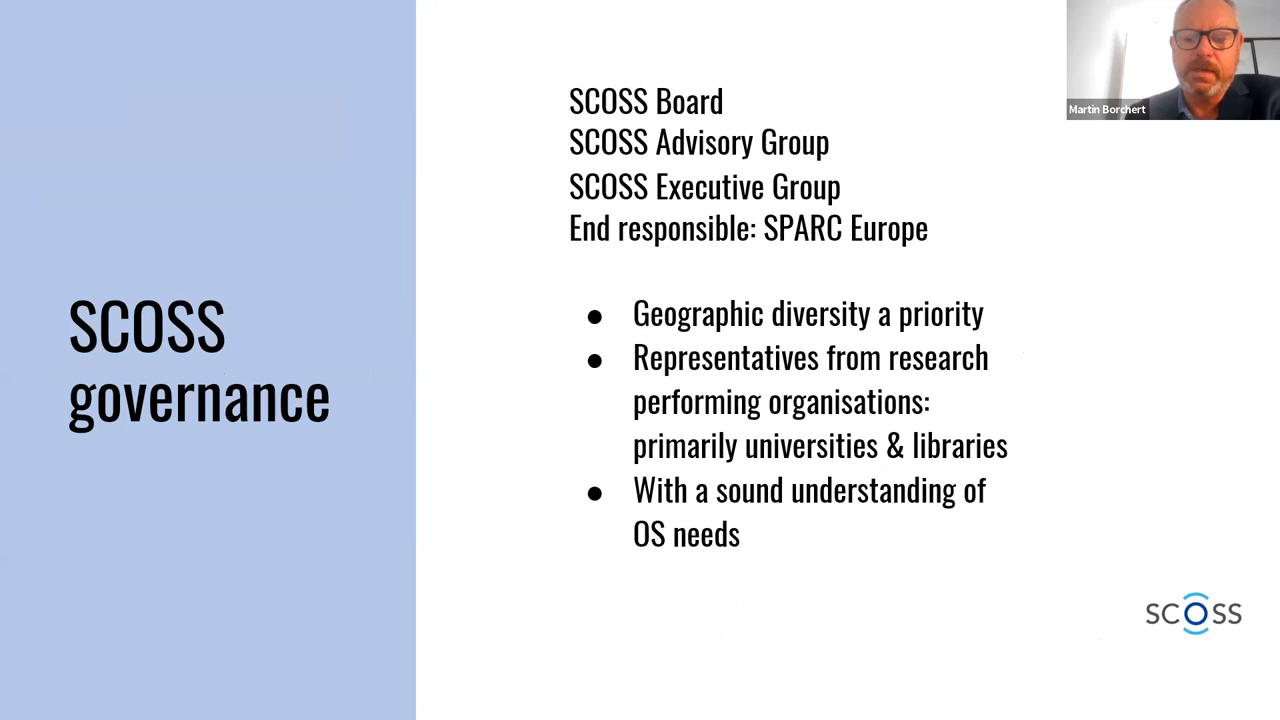 SCOSS
governance
SCOSS Board
SCOSS Advisory Group
SCOSS Executive Group
End responsible: SPARC Europe
● Geographic diversity a priority
● Representatives from research
performing organisations:
primarily universities & libraries
● With a sound understanding of
OS needs
Martin Borchert
SCOSS